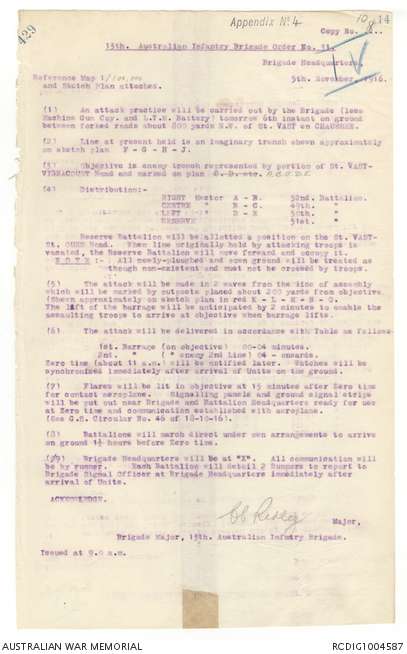 Appendix No. 4
429
Copy No. 8..
15th. Australian Infantry Brigade Order No. 31.
Brigade Headquarters.
Reference Map 1/100,000
5th. November, 1916.
and Sketch Plan attached.
(1) An attack practice will be carried out by the Brigade (less
Machine Gun Coy. and L.T.M. Battery) tomorrow 6th instant on ground
between forked roads about 800 yards N.W. of St. VAST on CHAUSSEE.
(2) Line at present held is an imaginary trench shown approximately
on sketch plan F - G - H - J.
(3) Objective is enemy trench represented by portion of St. VAST-
VIGNACOURT Road and marked on plan
(4) Distribution:-
RIGHT Sector A - B. 52nd. Battalion.
CENTRE " B - C. 49th. "
LEFT " D - E 50th. "
RESERVE 51st. "
Reserve Battalion will be allotted a position on the St. VAST-
St. OUEN Road. When line originally held by attacking troops is
vacated, the Reserve Battalion will move forward and occupy it.
N O T E :- All newly-ploughed and sown ground will be treated as
though non-existent and must not be crossed by troops.
(5) The attack will be made in 2 waves from the line of assembly
which will be marked by outposts placed about 200 yards from objective.
(Shown approximately on sketch plan in red K - L - M - N - O.
The lift of the barrage will be anticipated by 2 minutes to enable the
assaulting troops to arrive at objective when barrage lifts.
(6) The attack will be delivered in accordance with Table as follows-
1st. Barrage (on objective) 00-04 minutes.
2nd. " ( " enemy 2nd line) 04 - onwards.
Zero time (about 11 a.m.) will be notified later. Watches will be
synchronized immediately after arrival of Units on the ground.
(7) Flares will be lit in objective at 15 minutes after Zero time
for contact aeroplane. Signalling panels and ground signal strips
will be put out near Brigade and Battalion Headquarters ready for use
at Zero time and communication established with aeroplane.
(See G.S. Circular No. 46 of 18-10-16).
(8) Battalions will march direct under own arrangements to arrive
on ground 1½ hours before Zero time.
(9) Brigade Headquarters will be at "X". All communication will
be by runner. Each Battalion will detail 2 Runners to report to
Brigade Signal Officer at Brigade Headquarters immediately after
arrival of Units.
ACKNOWLEDGE.
Major,
Brigade Major, 15th. Australian Infantry Brigade.
Issued at 9.0 a.m.
AUSTRALIAN WAR MEMORIAL
RCDIG1004587